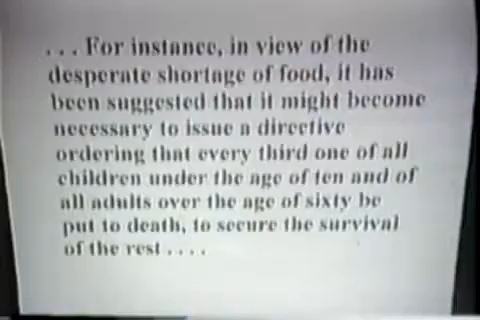 . . . For instance, in view of the
desperate shortage of food, it has
been suggested that it might become
necessary to issue a directive
ordering that every third one of all
children under the age of ten and of
all adults over the age of sixty be
put to death, to secure the survival
of the rest . . . .